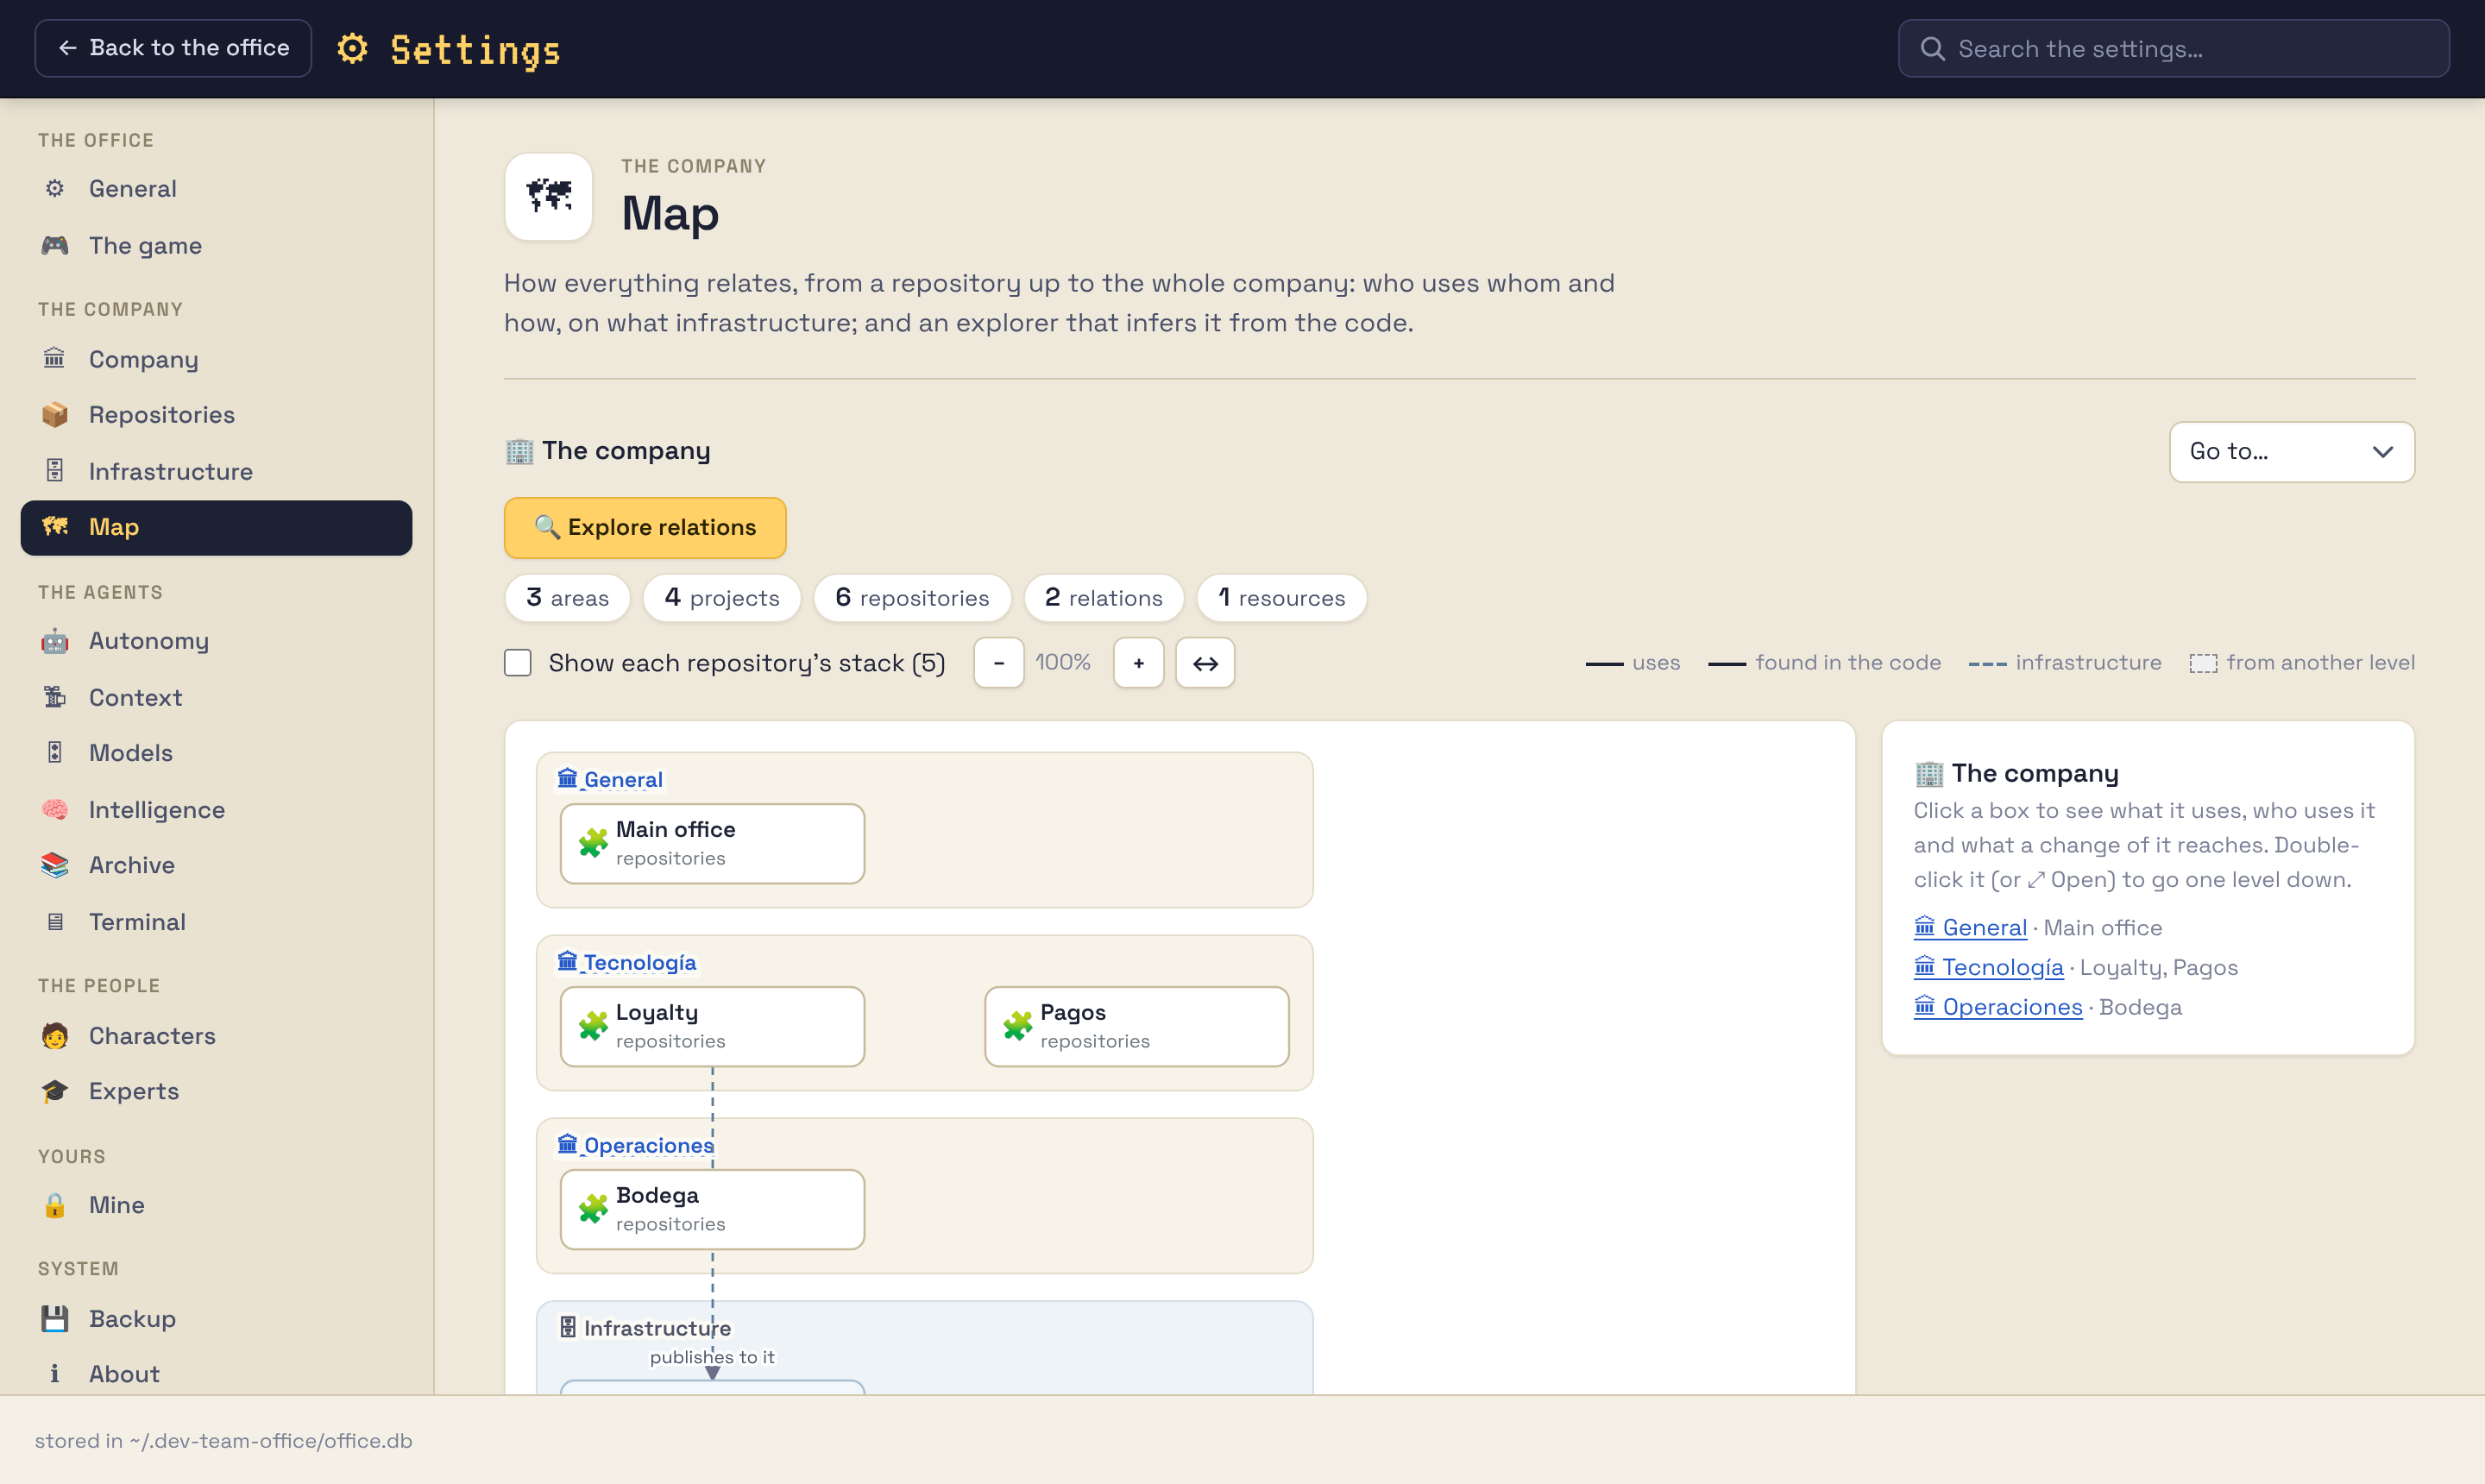 ← Back to the office
Settings
Search the settings...
THE OFFICE
General
The game
THE COMPANY
Company
Repositories
Infrastructure
Map
THE AGENTS
Autonomy
Context
Models
Intelligence
Archive
Terminal
THE PEOPLE
Characters
Experts
YOURS
Mine
SYSTEM
Backup
About
THE COMPANY
Map
How everything relates, from a repository up to the whole company: who uses whom and
how, on what infrastructure; and an explorer that infers it from the code.
The company
Go to...
Explore relations
3 areas
4 projects
6 repositories
2 relations
1 resources
Show each repository's stack (5)
- 100% + ↔
uses
found in the code
infrastructure
from another level
General
Main office
repositories
Tecnología
Loyalty
repositories
Pagos
repositories
Operaciones
Bodega
repositories
Infrastructure
publishes to it
The company
Click a box to see what it uses, who uses it
and what a change of it reaches. Double-
click it (or ⤢ Open) to go one level down.
General · Main office
Tecnología · Loyalty, Pagos
Operaciones · Bodega
stored in ~/.dev-team-office/office.db